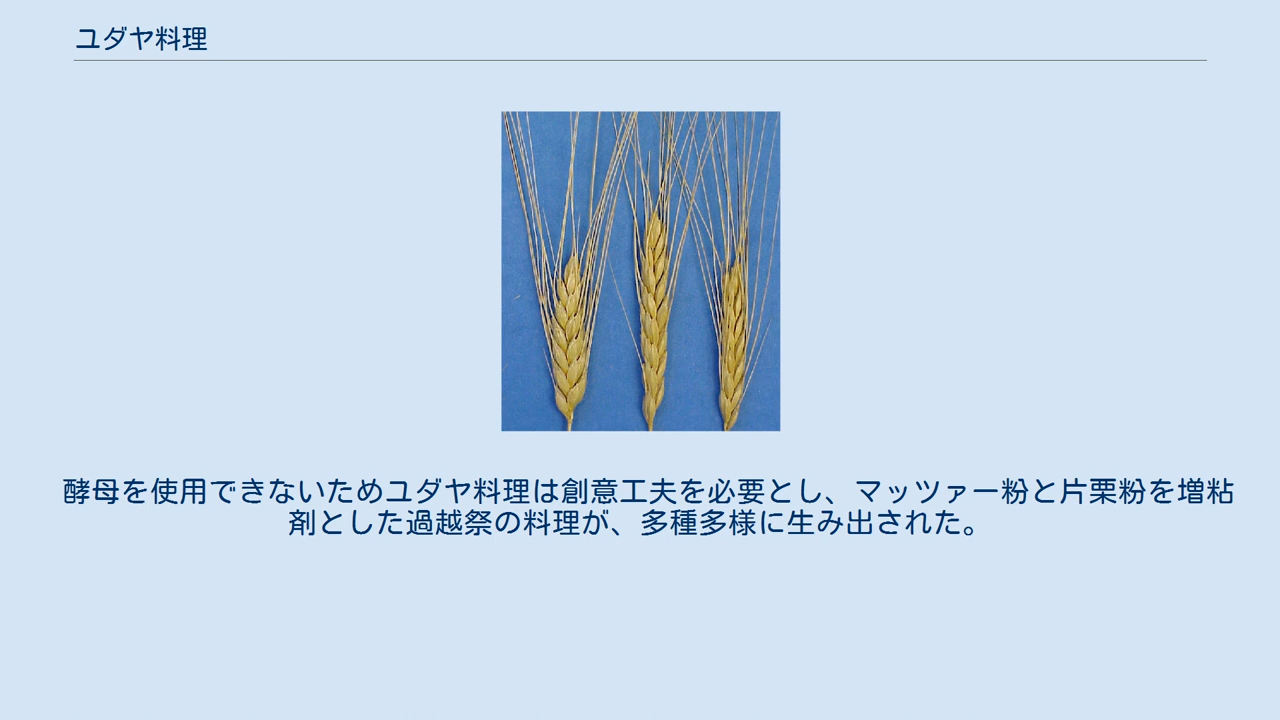 ユダヤ料理
酵母を使用できないためユダヤ料理は創意工夫を必要とし、マッツァー粉と片栗粉を増粘
剤とした過越祭の料理が、多種多様に生み出された。